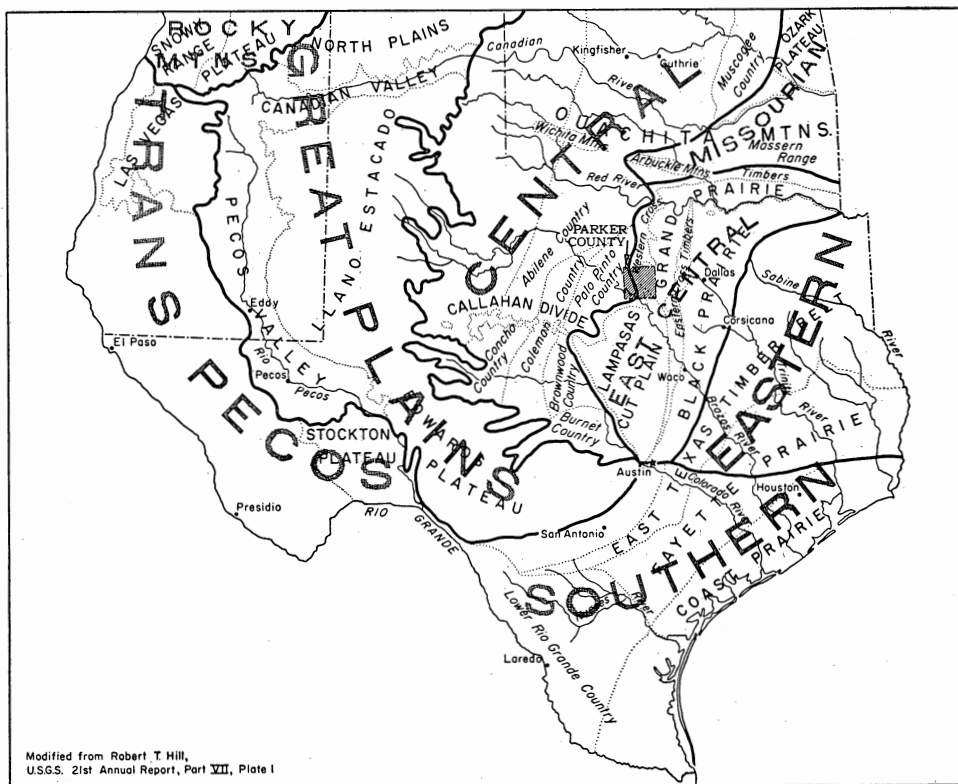 ROCKY
MTNS
SNOWY
RANGE
PLATEAU
NORTH PLAINS
Canadian
River
Kingfisher
Guthrie
Muscogee
Country
OZARK
PLATEAU
CANADIAN VALLEY
LAS VEGAS
TRANS
PECOS
GREAT
PLAINS
CENTRAL
OUACHITA MTNS.
MISSOURIAN
Wichita Mtns
Arbuckle Mtns.
Massern
Range
Red River
Timbers
PRAIRIE
LLANO ESTACADO
PECOS
VALLEY
Eddy
Rio
Pecos
Pecos
El Paso
Abilene Country
PARKER
COUNTY
Western Cross
GRAND
Eastern
Timbers
Palo Pinto
Country
Country
CALLAHAN DIVIDE
Concho
Country
Coleman
Brownwood
Country
Burnet
Country
LAMPASAS
CUT PLAIN
EAST
CENTRAL
BLACK PRAIRIE
Dallas
Corsicana
Waco
Sabine
River
EASTERN
EAST TEXAS TIMBER BELT
Trinity
River
Brazos River
PRAIRIE
FAYETTE
STOCKTON
PLATEAU
EDWARDS
PLATEAU
Presidio
RIO
GRANDE
Austin
Colorado River
Houston
San Antonio
SOUTHERN
COAST PRAIRIE
Nueces
River
Lower Rio Grande Country
Laredo
Modified from Robert T. Hill,
U.S.G.S. 21st Annual Report, Part VII, Plate I